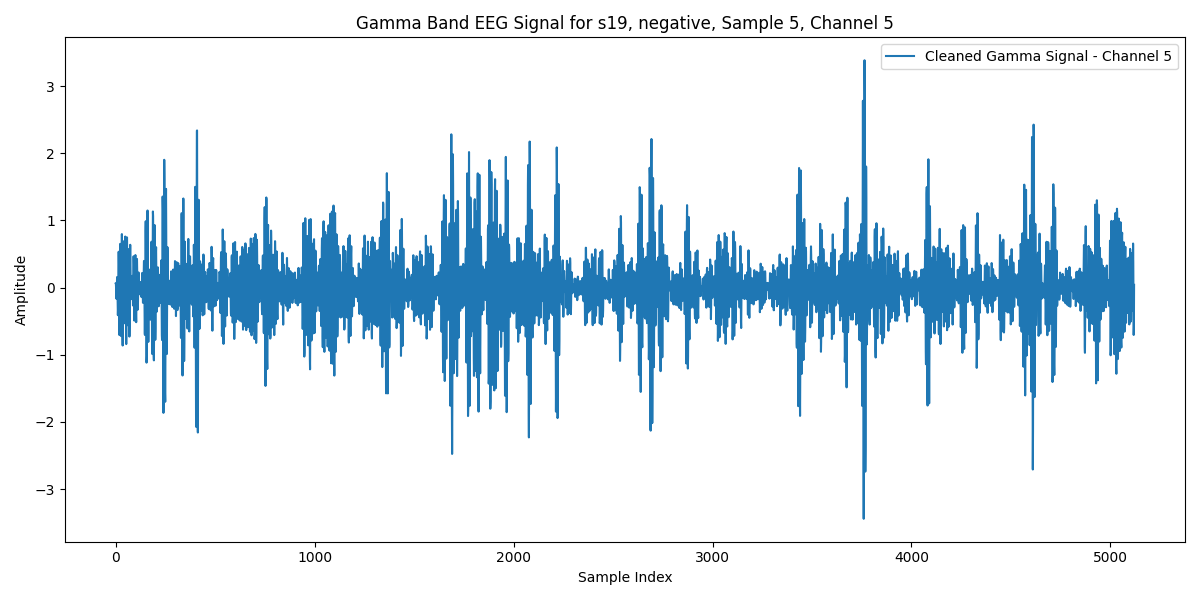 Gamma Band EEG Signal for s19, negative, Sample 5, Channel 5
Cleaned Gamma Signal - Channel 5
Amplitude
3
2
1
0
−1
−2
−3
0 1000 2000 3000 4000 5000
Sample Index